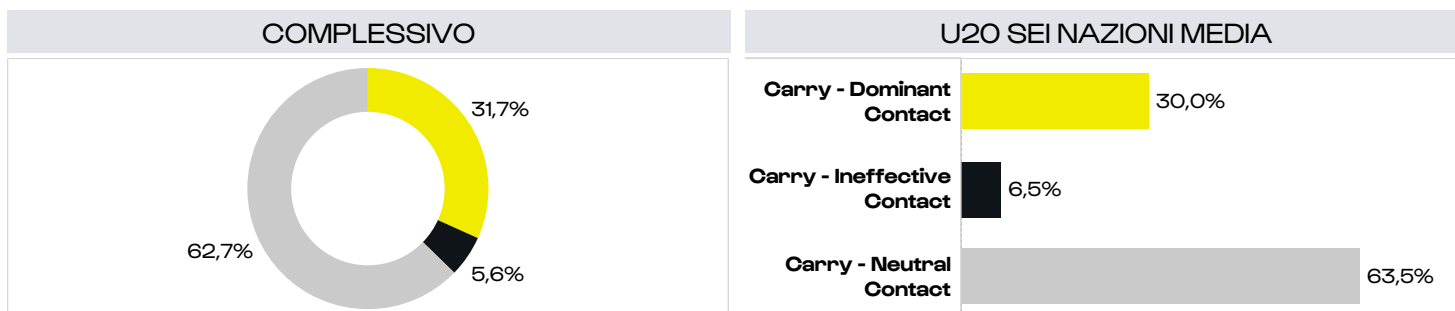 COMPLESSIVO
31,7%
62,7%
5,6%
U20 SEI NAZIONI MEDIA
Carry - Dominant
Contact
30,0%
Carry - Ineffective
Contact
6,5%
Carry - Neutral
Contact
63,5%